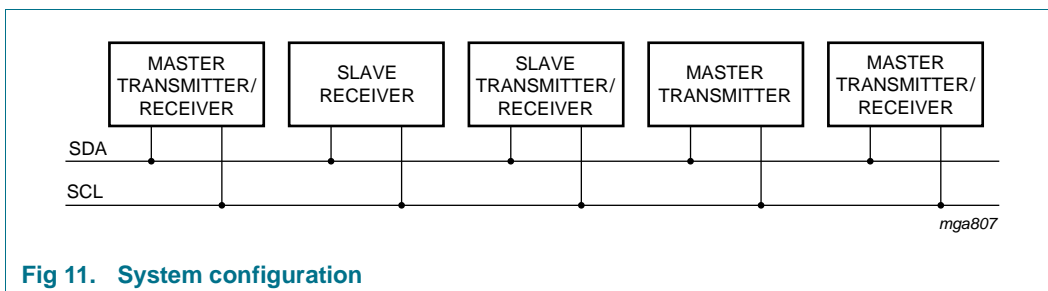 MASTER
TRANSMITTER/
RECEIVER
SLAVE
RECEIVER
SLAVE
TRANSMITTER/
RECEIVER
MASTER
TRANSMITTER
MASTER
TRANSMITTER/
RECEIVER
SDA
SCL
mga807
Fig 11. System configuration